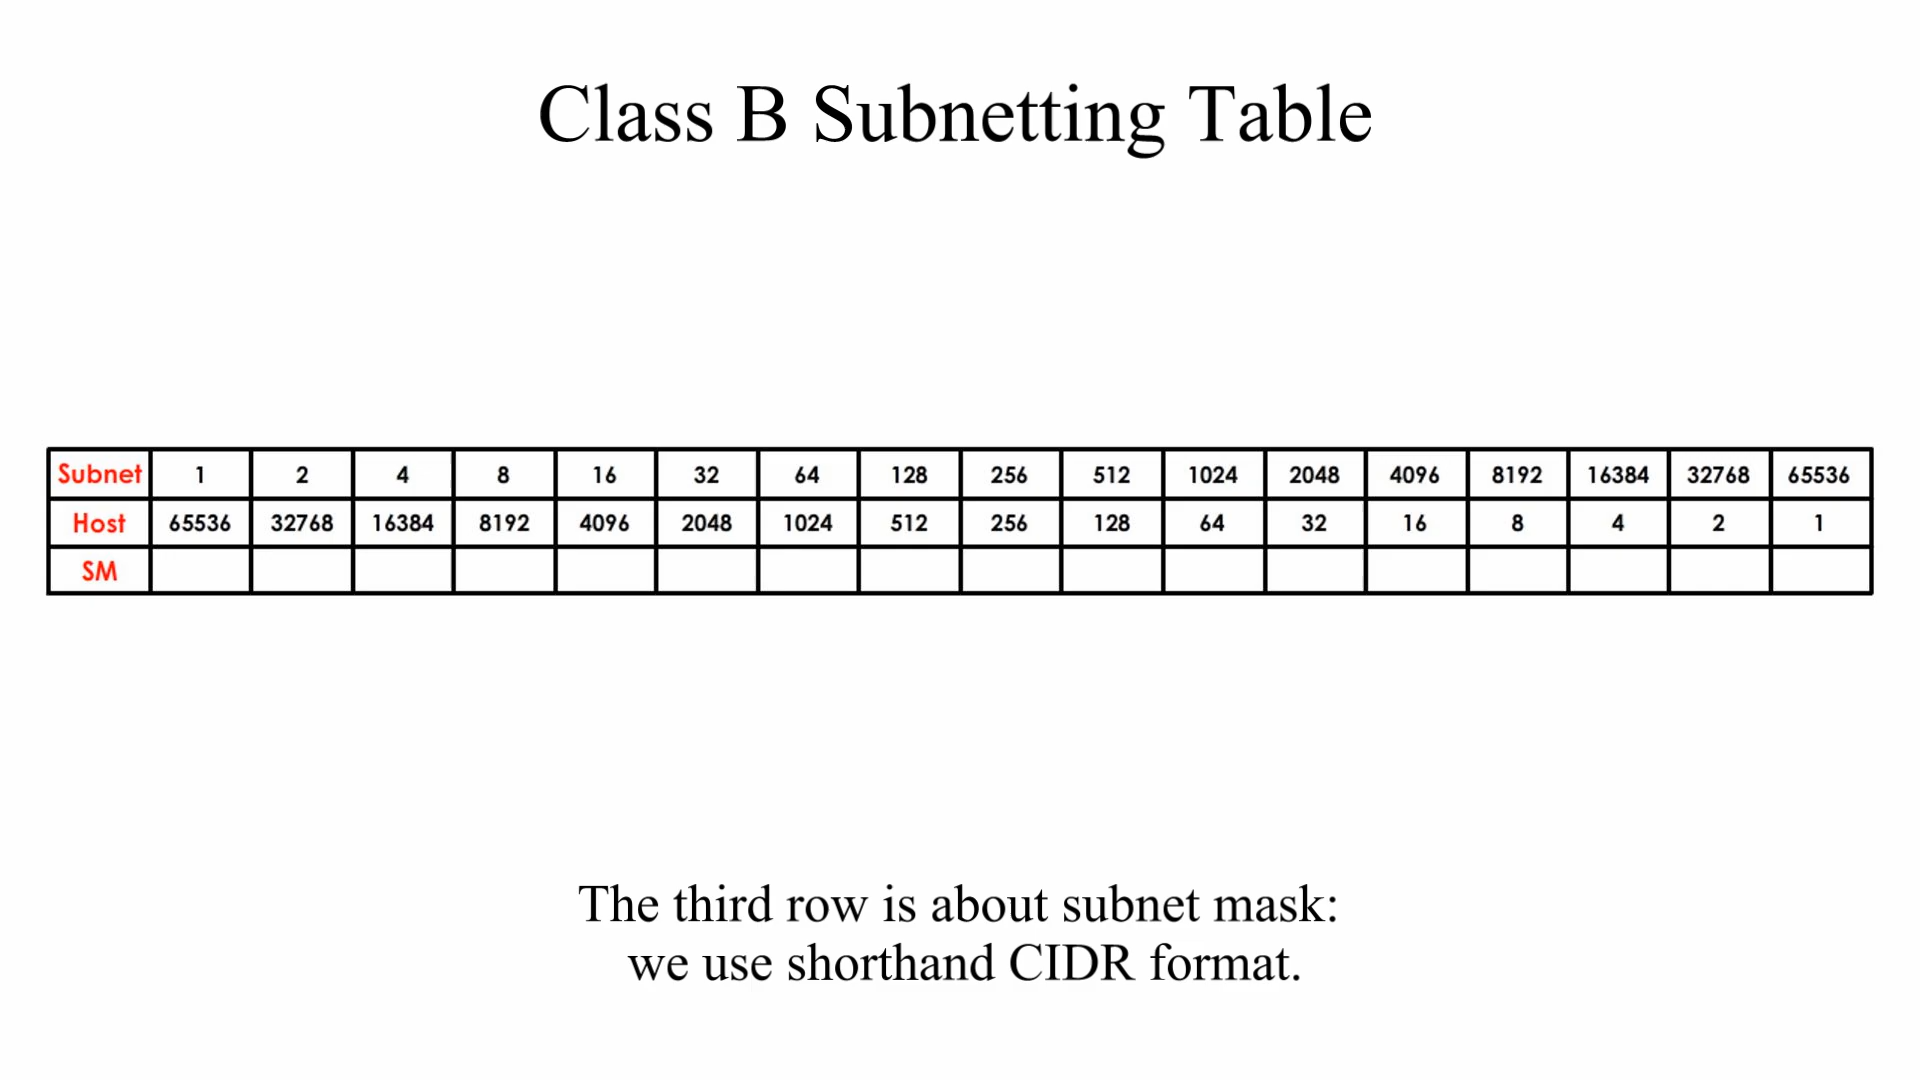 Class B Subnetting Table
Subnet 1 2 4 8 16 32 64 128 256 512 1024 2048 4096 8192 16384 32768 65536
Host 65536 32768 16384 8192 4096 2048 1024 512 256 128 64 32 16 8 4 2 1
SM
The third row is about subnet mask:
we use shorthand CIDR format.